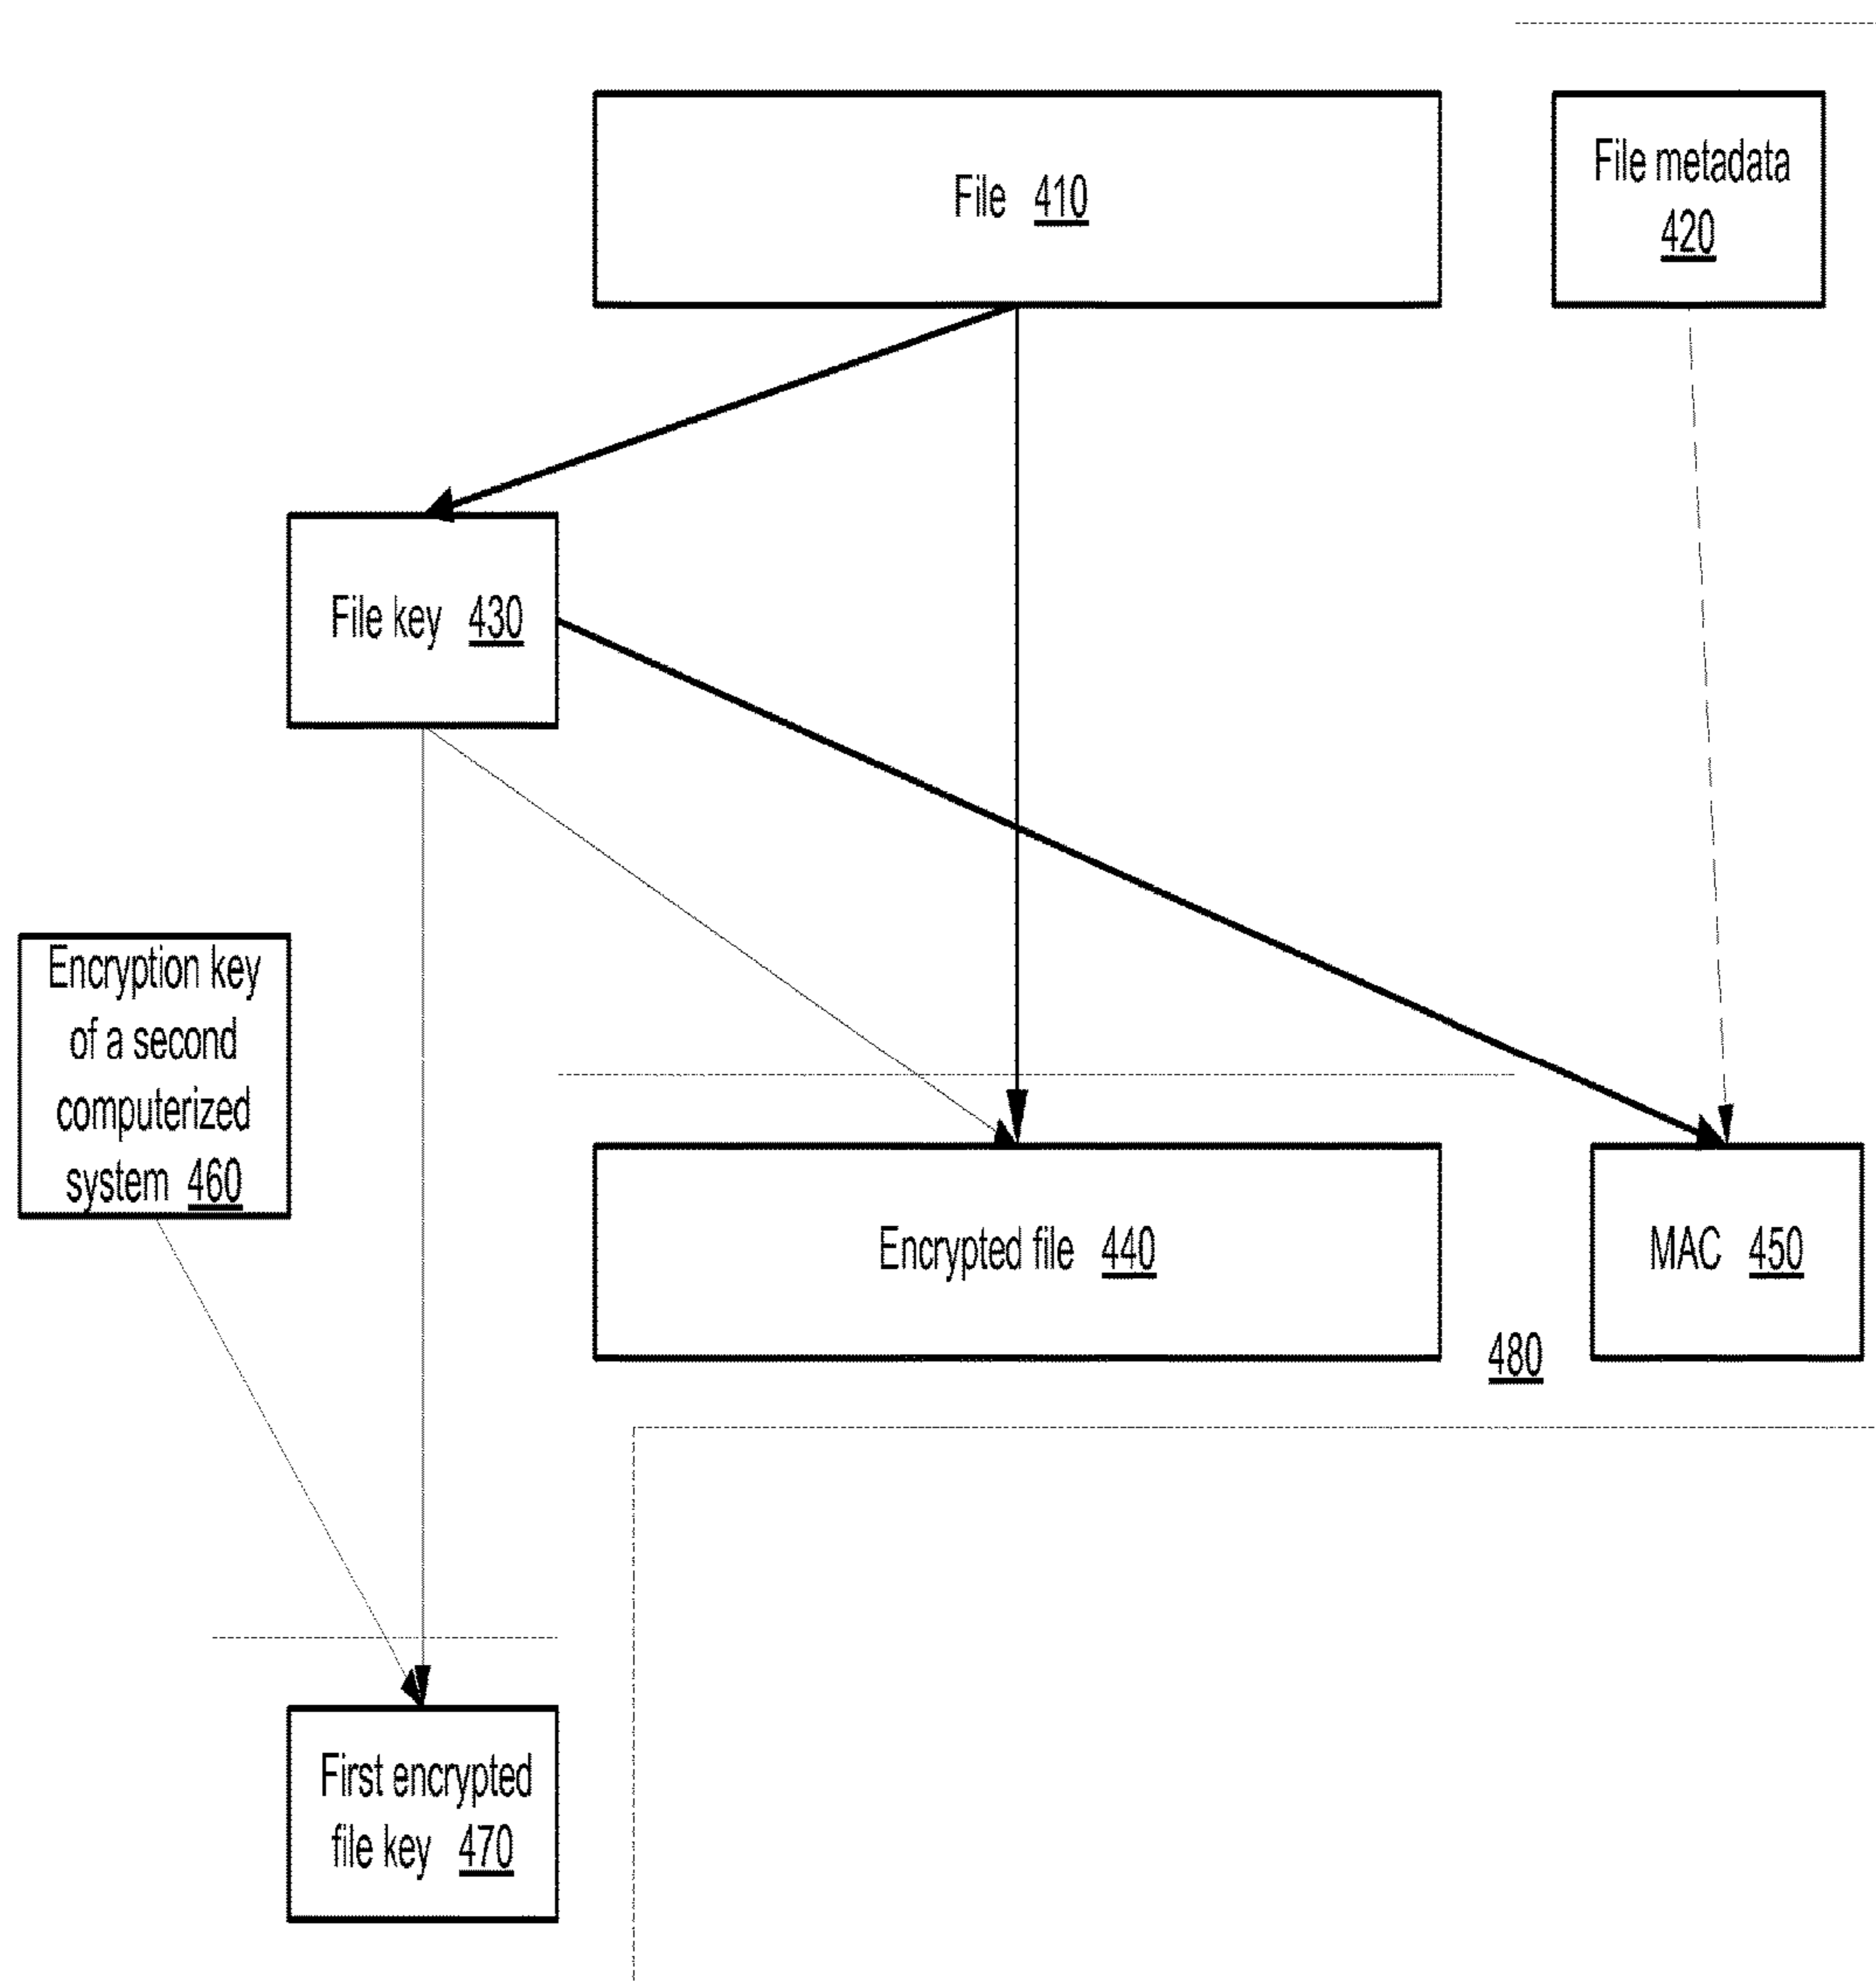 File 410
File metadata
420
File key 430
Encryption key
of a second
computerized
system 460
Encrypted file 440
MAC 450
480
First encrypted
file key 470